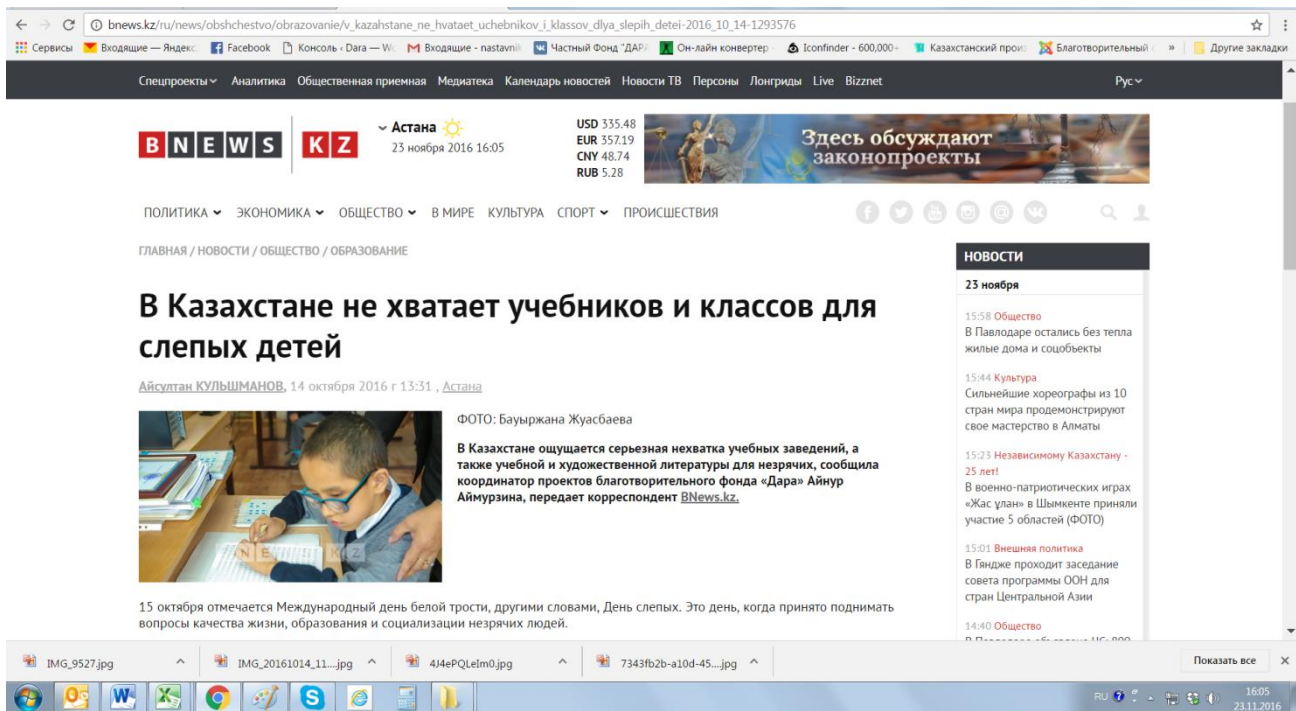 bnews.kz/ru/news/obshchestvo/obrazovanie/v_kazahstane_ne_hvataet_uchebnikov_i_klassov_dlya_slepih_detei-2016_10_14-1293576
Сервисы Входящие — Яндекс Facebook Консоль ‹ Dara — W Входящие - nastavni Частный Фонд "ДАРА Он-лайн конвертер - Iconfinder - 600,000+ Казахстанский прои Благотворительный » Другие закладки
Спецпроекты Аналитика Общественная приемная Медиатека Календарь новостей Новости ТВ Персоны Лонгриды Live Bizznet Рус
BNEWS KZ
Астана
23 ноября 2016 16:05
USD 335.48
EUR 357.19
CNY 48.74
RUB 5.28
Здесь обсуждают
законопроекты
ПОЛИТИКА ЭКОНОМИКА ОБЩЕСТВО В МИРЕ КУЛЬТУРА СПОРТ ПРОИСШЕСТВИЯ
ГЛАВНАЯ / НОВОСТИ / ОБЩЕСТВО / ОБРАЗОВАНИЕ
В Казахстане не хватает учебников и классов для
слепых детей
Айсултан КУЛЬШМАНОВ, 14 октября 2016 г 13:31 , Астана
ФОТО: Бауыржана Жуасбаева
В Казахстане ощущается серьезная нехватка учебных заведений, а
также учебной и художественной литературы для незрячих, сообщила
координатор проектов благотворительного фонда «Дара» Айнур
Аймурзина, передает корреспондент BNews.kz.
NEWS KZ
15 октября отмечается Международный день белой трости, другими словами, День слепых. Это день, когда принято поднимать
вопросы качества жизни, образования и социализации незрячих людей.
НОВОСТИ
23 ноября
15:58 Общество
В Павлодаре остались без тепла
жилые дома и соцобъекты
15:44 Культура
Сильнейшие хореографы из 10
стран мира продемонстрируют
свое мастерство в Алматы
15:23 Независимому Казахстану -
25 лет!
В военно-патриотических играх
«Жас ұлан» в Шымкенте приняли
участие 5 областей (ФОТО)
15:01 Внешняя политика
В Гяндже проходит заседание
совета программы ООН для
стран Центральной Азии
14:40 Общество
IMG_9527.jpg IMG_20161014_11....jpg 4J4ePQLeIm0.jpg 7343fb2b-a10d-45....jpg Показать все
RU 16:05
23.11.2016